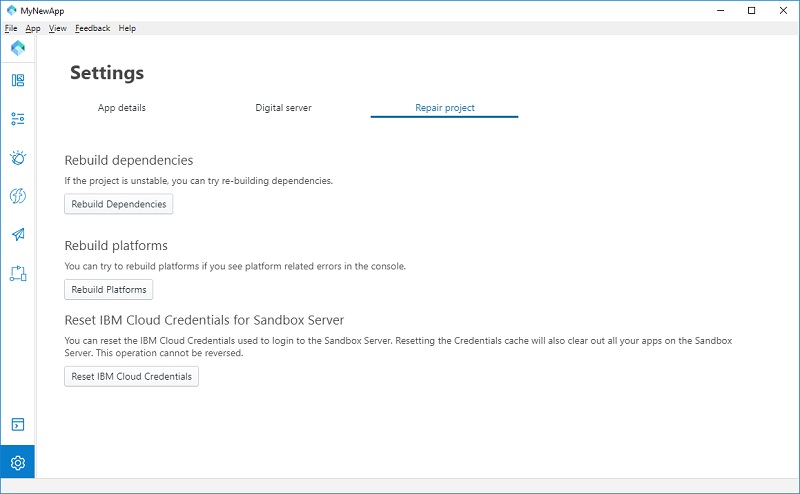 MyNewApp
File App View Feedback Help
Settings
App details Digital server Repair project
Rebuild dependencies
If the project is unstable, you can try re-building dependencies.
Rebuild Dependencies
Rebuild platforms
You can try to rebuild platforms if you see platform related errors in the console.
Rebuild Platforms
Reset IBM Cloud Credentials for Sandbox Server
You can reset the IBM Cloud Credentials used to login to the Sandbox Server. Resetting the Credentials cache will also clear out all your apps on the Sandbox
Server. This operation cannot be reversed.
Reset IBM Cloud Credentials